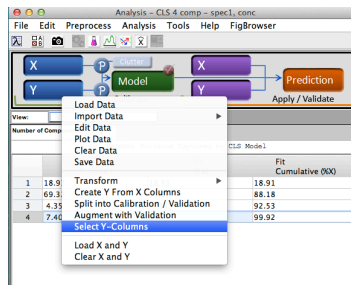 Analysis – CLS 4 comp – spec1, conc
File Edit Preprocess Analysis Tools Help FigBrowser
X P Clutter X
Model Prediction
Y P Y
Apply / Validate
View:
Number of Comp
CLS Model
Load Data
Import Data
Edit Data
Plot Data
Clear Data
Save Data
Transform
Create Y From X Columns
Split into Calibration / Validation
Augment with Validation
Select Y-Columns
Load X and Y
Clear X and Y
Fit
Cumulative (%X)
1 18.9 18.91
2 69.3 88.18
3 4.35 92.53
4 7.40 99.92